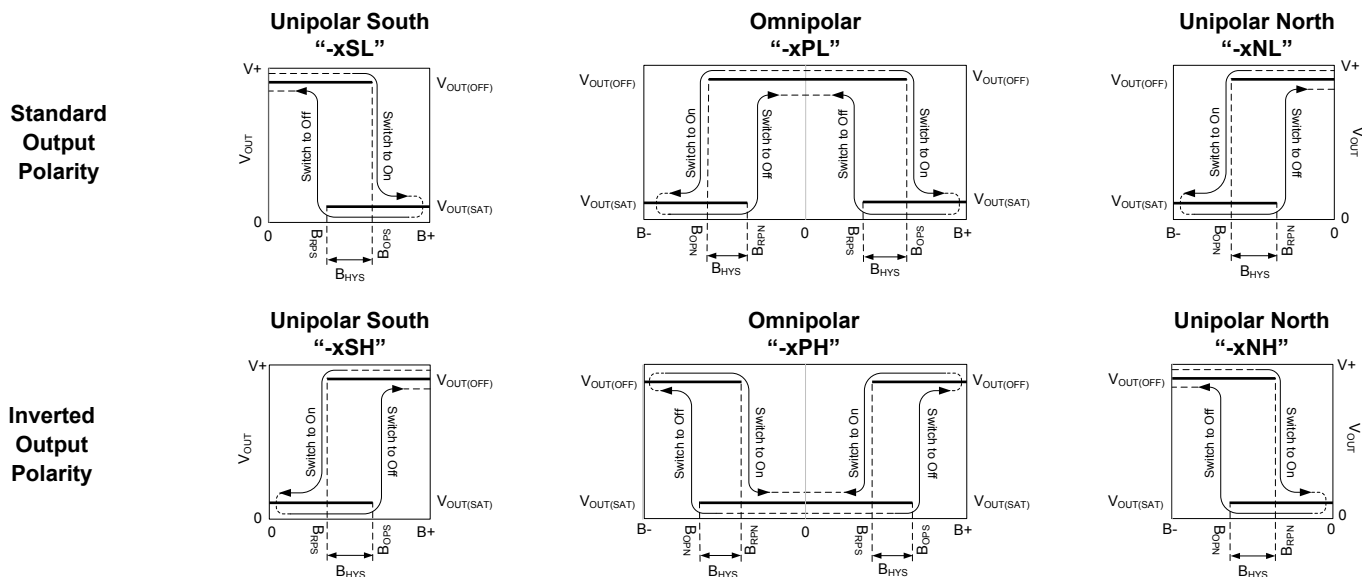 Unipolar South
“-xSL”
Omnipolar
“-xPL”
Unipolar North
“-xNL”
Standard
Output
Polarity
V+
VOUT
0
Switch to Off
Switch to On
VOUT(OFF)
VOUT(SAT)
0
BRPS
BOPS
B+
BHYS
VOUT(OFF)
VOUT(SAT)
Switch to On
Switch to Off
Switch to off
Switch to On
VOUT(OFF)
VOUT(SAT)
B-
BOPN
BRPN
0
BRPS
BOPS
B+
BHYS
BHYS
VOUT(OFF)
VOUT(SAT)
Switch to On
Switch to Off
V+
VOUT
0
B-
BOPN
BRPN
0
BHYS
Unipolar South
“-xSH”
Omnipolar
“-xPH”
Unipolar North
“-xNH”
Inverted
Output
Polarity
V+
VOUT
0
Switch to On
Switch to Off
VOUT(OFF)
VOUT(SAT)
0
BRPS
BOPS
B+
BHYS
VOUT(OFF)
VOUT(SAT)
Switch to Off
Switch to On
Switch to On
Switch to Off
VOUT(OFF)
VOUT(SAT)
B-
BOPN
BRPN
0
BRPS
BOPS
B+
BHYS
BHYS
VOUT(OFF)
VOUT(SAT)
Switch to Off
Switch to On
V+
VOUT
0
B-
BOPN
BRPN
0
BHYS